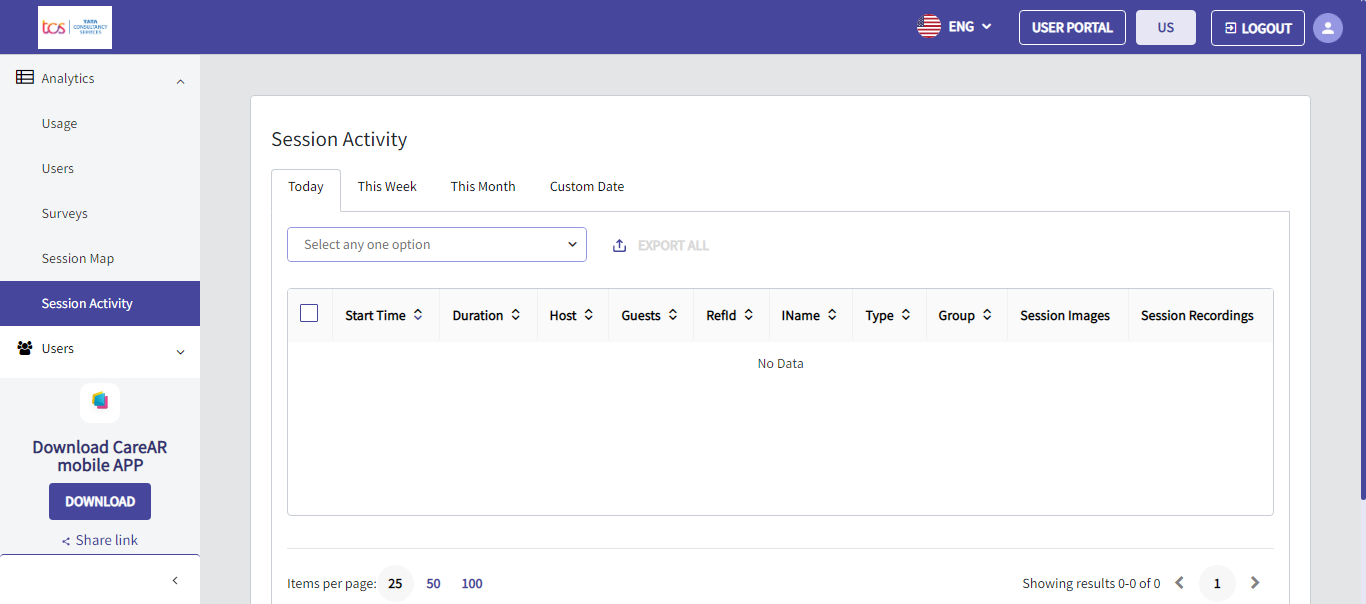 tcs TATA CONSULTANCY SERVICES
ENG
USER PORTAL
US
LOGOUT
Analytics
Usage
Users
Surveys
Session Map
Session Activity
Users
Download CareAR
mobile APP
DOWNLOAD
Share link
Session Activity
Today This Week This Month Custom Date
Select any one option
EXPORT ALL
Start Time Duration Host Guests RefId IName Type Group Session Images Session Recordings
No Data
Items per page: 25 50 100
Showing results 0-0 of 0 1